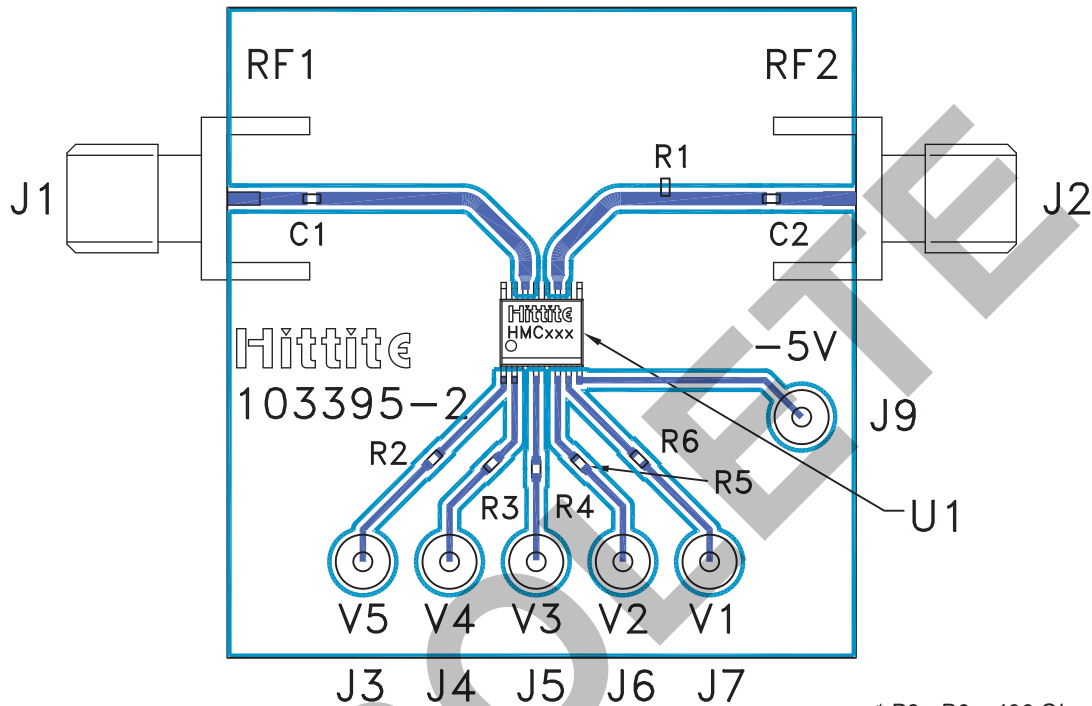 RF1
RF2
R1
J1
J2
C1
C2
Hittite
HMCxxx
Hittite
-5V
103395-2
J9
R2
R6
R3
R4
R5
U1
V5
V4
V3
V2
V1
J3
J4
J5
J6
J7
OLETE